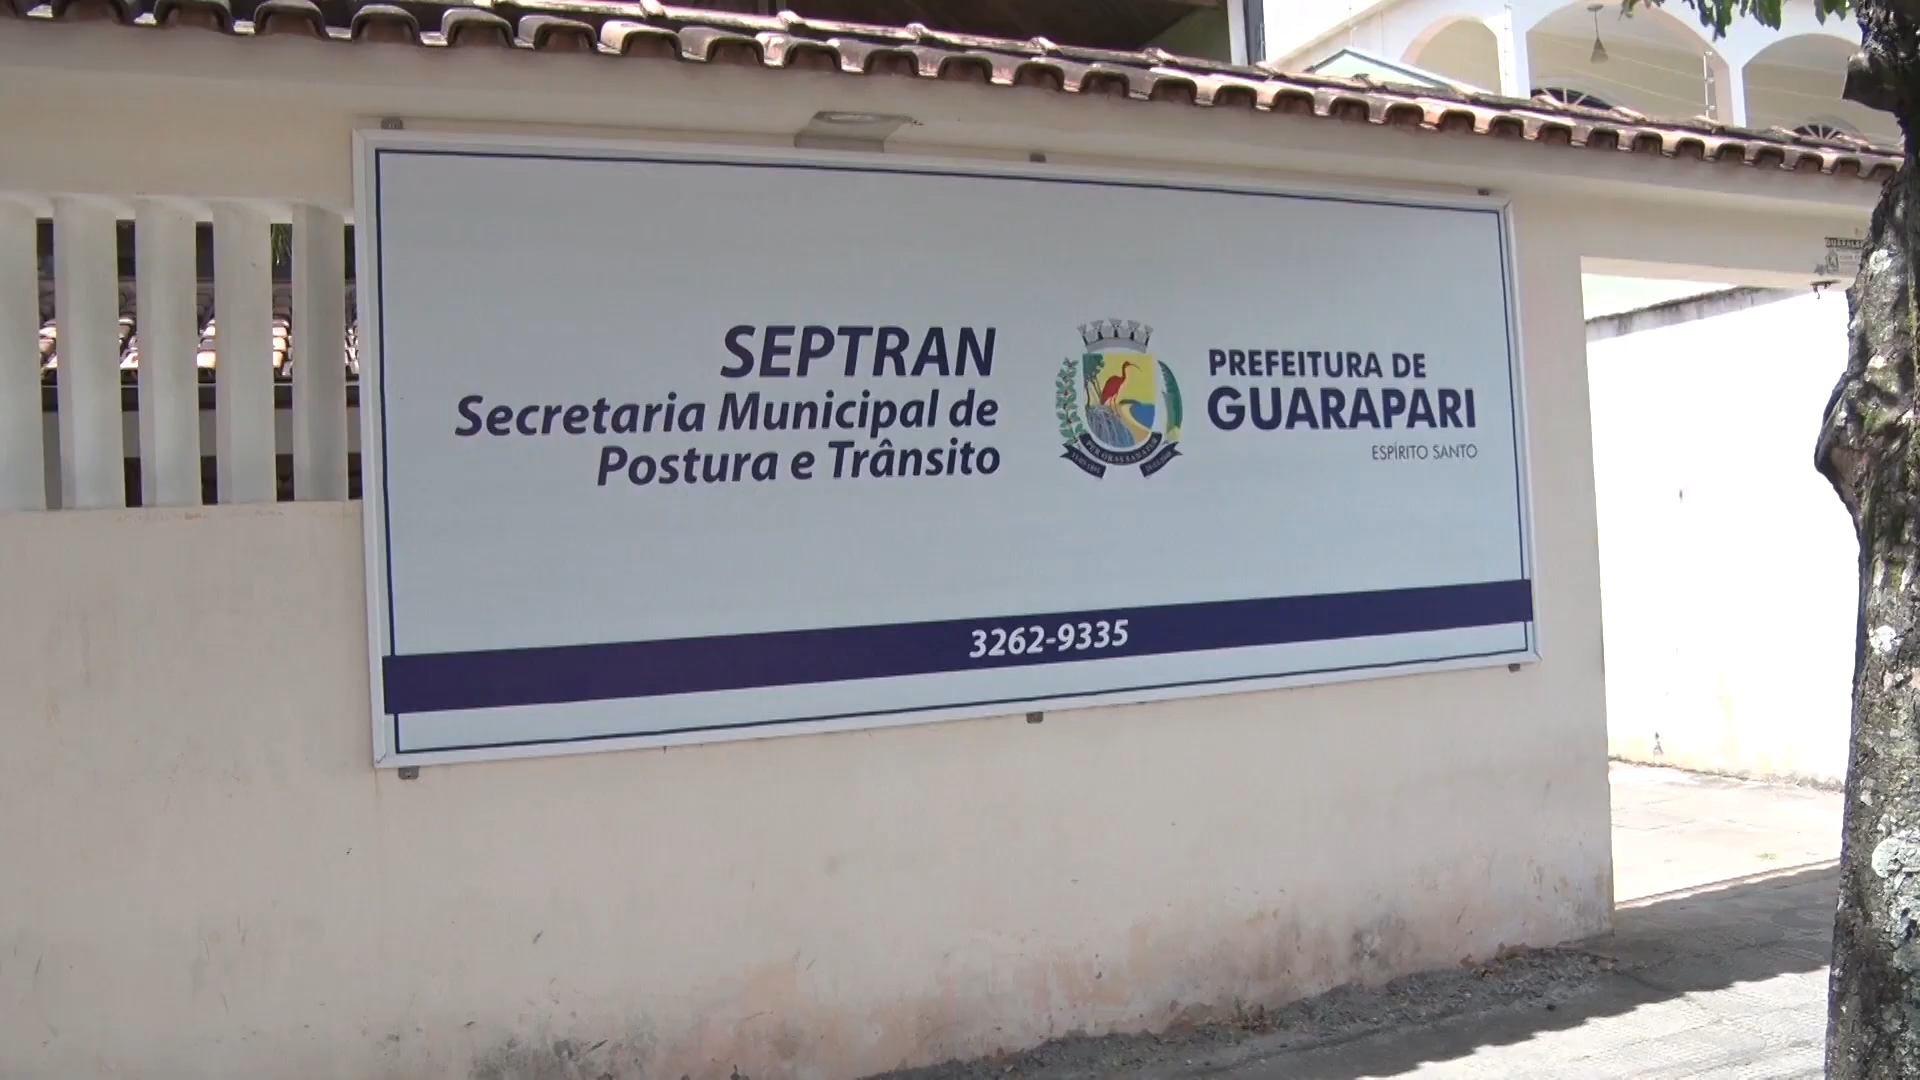 SEPTRAN
Secretaria Municipal de
Postura e Trânsito
PREFEITURA DE
GUARAPARI
ESPÍRITO SANTO
3262-9335